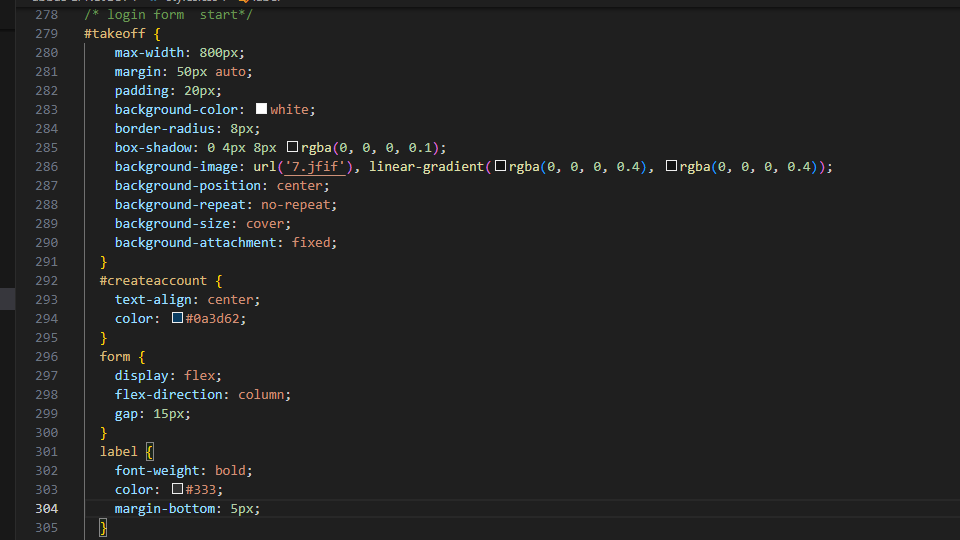 278 /* login form  start*/
279 #takeoff {
280 max-width: 800px;
281 margin: 50px auto;
282 padding: 20px;
283 background-color: white;
284 border-radius: 8px;
285 box-shadow: 0 4px 8px rgba(0, 0, 0, 0.1);
286 background-image: url('7.jfif'), linear-gradient(rgba(0, 0, 0, 0.4), rgba(0, 0, 0, 0.4));
287 background-position: center;
288 background-repeat: no-repeat;
289 background-size: cover;
290 background-attachment: fixed;
291 }
292 #createaccount {
293 text-align: center;
294 color: #0a3d62;
295 }
296 form {
297 display: flex;
298 flex-direction: column;
299 gap: 15px;
300 }
301 label {
302 font-weight: bold;
303 color: #333;
304 margin-bottom: 5px;
305 }